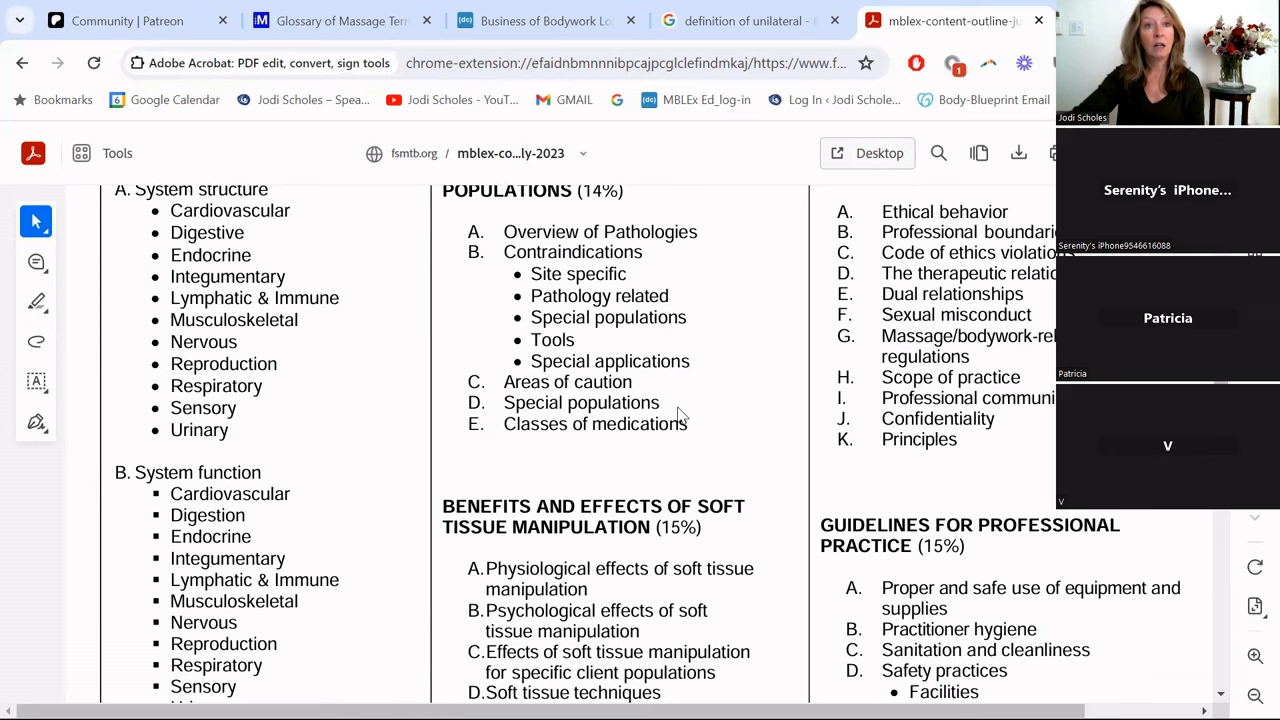 Community | Patreon
Glossary of Massage Ter
Business of Bodywork Lo
definition of unilateral -
mblex-content-outline-ju
Adobe Acrobat: PDF edit, convert, sign tools
chrome-extension://efaidnbmnnnibpcajpcglclefindmkaj/https://www.f...
1
Bookmarks
Google Calendar
Jodi Scholes – Spea...
Jodi Scholes - YouT...
GMAIL
MBLEx Ed_log-in
Log In ‹ Jodi Schole...
Body-Blueprint Email
Tools
fsmtb.org / mblex-co...ly-2023
Desktop
A. System structure
• Cardiovascular
• Digestive
• Endocrine
• Integumentary
• Lymphatic & Immune
• Musculoskeletal
• Nervous
• Reproduction
• Respiratory
• Sensory
• Urinary
B. System function
▪ Cardiovascular
▪ Digestion
▪ Endocrine
▪ Integumentary
▪ Lymphatic & Immune
▪ Musculoskeletal
▪ Nervous
▪ Reproduction
▪ Respiratory
▪ Sensory
POPULATIONS (14%)
A. Overview of Pathologies
B. Contraindications
• Site specific
• Pathology related
• Special populations
• Tools
• Special applications
C. Areas of caution
D. Special populations
E. Classes of medications
BENEFITS AND EFFECTS OF SOFT
TISSUE MANIPULATION (15%)
A. Physiological effects of soft tissue
manipulation
B. Psychological effects of soft
tissue manipulation
C. Effects of soft tissue manipulation
for specific client populations
D. Soft tissue techniques
A. Ethical behavior
B. Professional boundari
C. Code of ethics violations
D. The therapeutic relatio
E. Dual relationships
F. Sexual misconduct
G. Massage/bodywork-rel
regulations
H. Scope of practice
I. Professional communi
J. Confidentiality
K. Principles
GUIDELINES FOR PROFESSIONAL
PRACTICE (15%)
A. Proper and safe use of equipment and
supplies
B. Practitioner hygiene
C. Sanitation and cleanliness
D. Safety practices
• Facilities
Jodi Scholes
Serenity's iPhone...
Serenity's iPhone9546616088
Patricia
Patricia
V
V